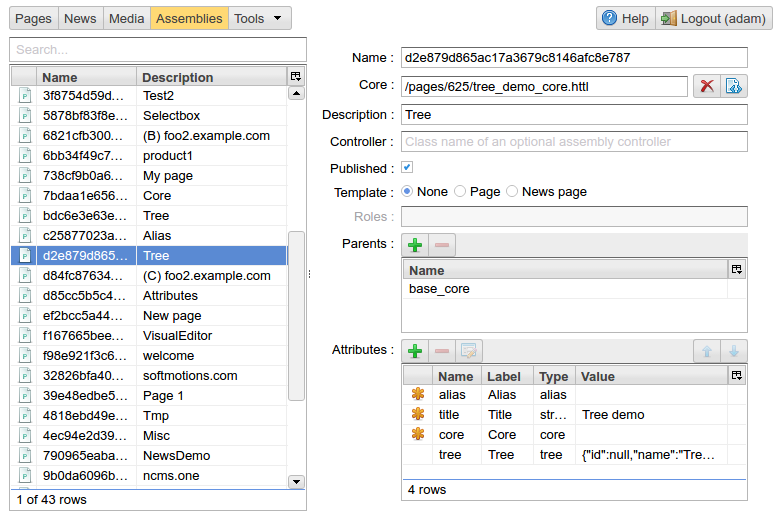 Pages News Media Assemblies Tools Help Logout (adam)
Search...
Name Description
3f8754d59d... Test2
5878bf83f8e... Selectbox
6821cfb300... (B) foo2.example.com
6bb34f49c7... product1
738cf9b0a6... My page
7bdaa1e656... Core
bdc6e3e63e... Tree
c25877023a... Alias
d2e879d865... Tree
d84fc87634... (C) foo2.example.com
d85cc5b5c4... Attributes
ef2bcc5a44... New page
f167665bee... VisualEditor
f98e921f3c6... welcome
32826bfa40... softmotions.com
39e48edbe5... Page 1
4818ebd49e... Tmp
4ec94e2d39... Misc
790965eaba... NewsDemo
9b0da6096b... ncms.one
1 of 43 rows
Name : d2e879d865ac17a3679c8146afc8e787
Core : /pages/625/tree_demo_core.httl
Description : Tree
Controller : Class name of an optional assembly controller
Published :
Template : None Page News page
Roles :
Parents :
Name
base_core
Attributes :
Name Label Type Value
alias Alias alias
title Title str... Tree demo
core Core core
tree Tree tree {"id":null,"name":"Tre...
4 rows